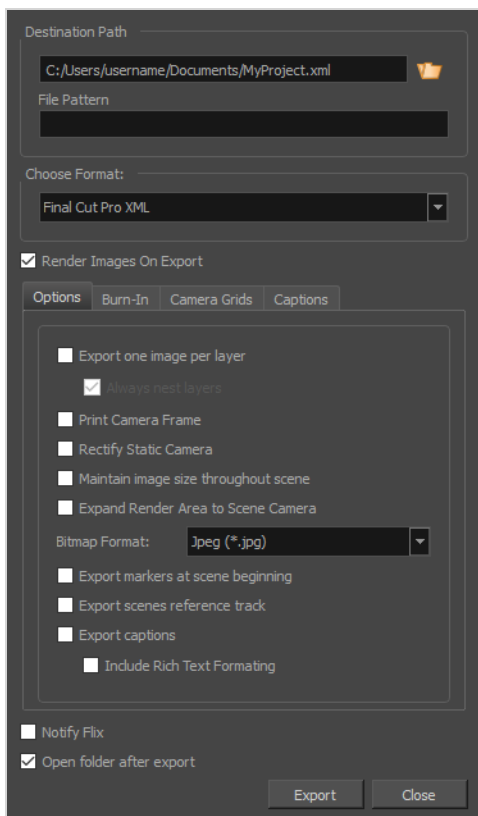 Destination Path
C:/Users/username/Documents/MyProject.xml
File Pattern
Choose Format:
Final Cut Pro XML
Render Images On Export
Options Burn-In Camera Grids Captions
Export one image per layer
Always nest layers
Print Camera Frame
Rectify Static Camera
Maintain image size throughout scene
Expand Render Area to Scene Camera
Bitmap Format: Jpeg (*.jpg)
Export markers at scene beginning
Export scenes reference track
Export captions
Include Rich Text Formating
Notify Flix
Open folder after export
Export Close